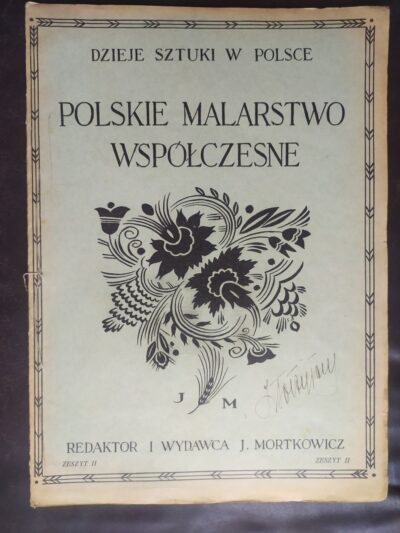 DZIEJE SZTUKI W POLSCE
POLSKIE MALARSTWO
WSPÓŁCZESNE
J M.
REDAKTOR I WYDAWCA J. MORTKOWICZ
ZESZYT II ZESZYT II